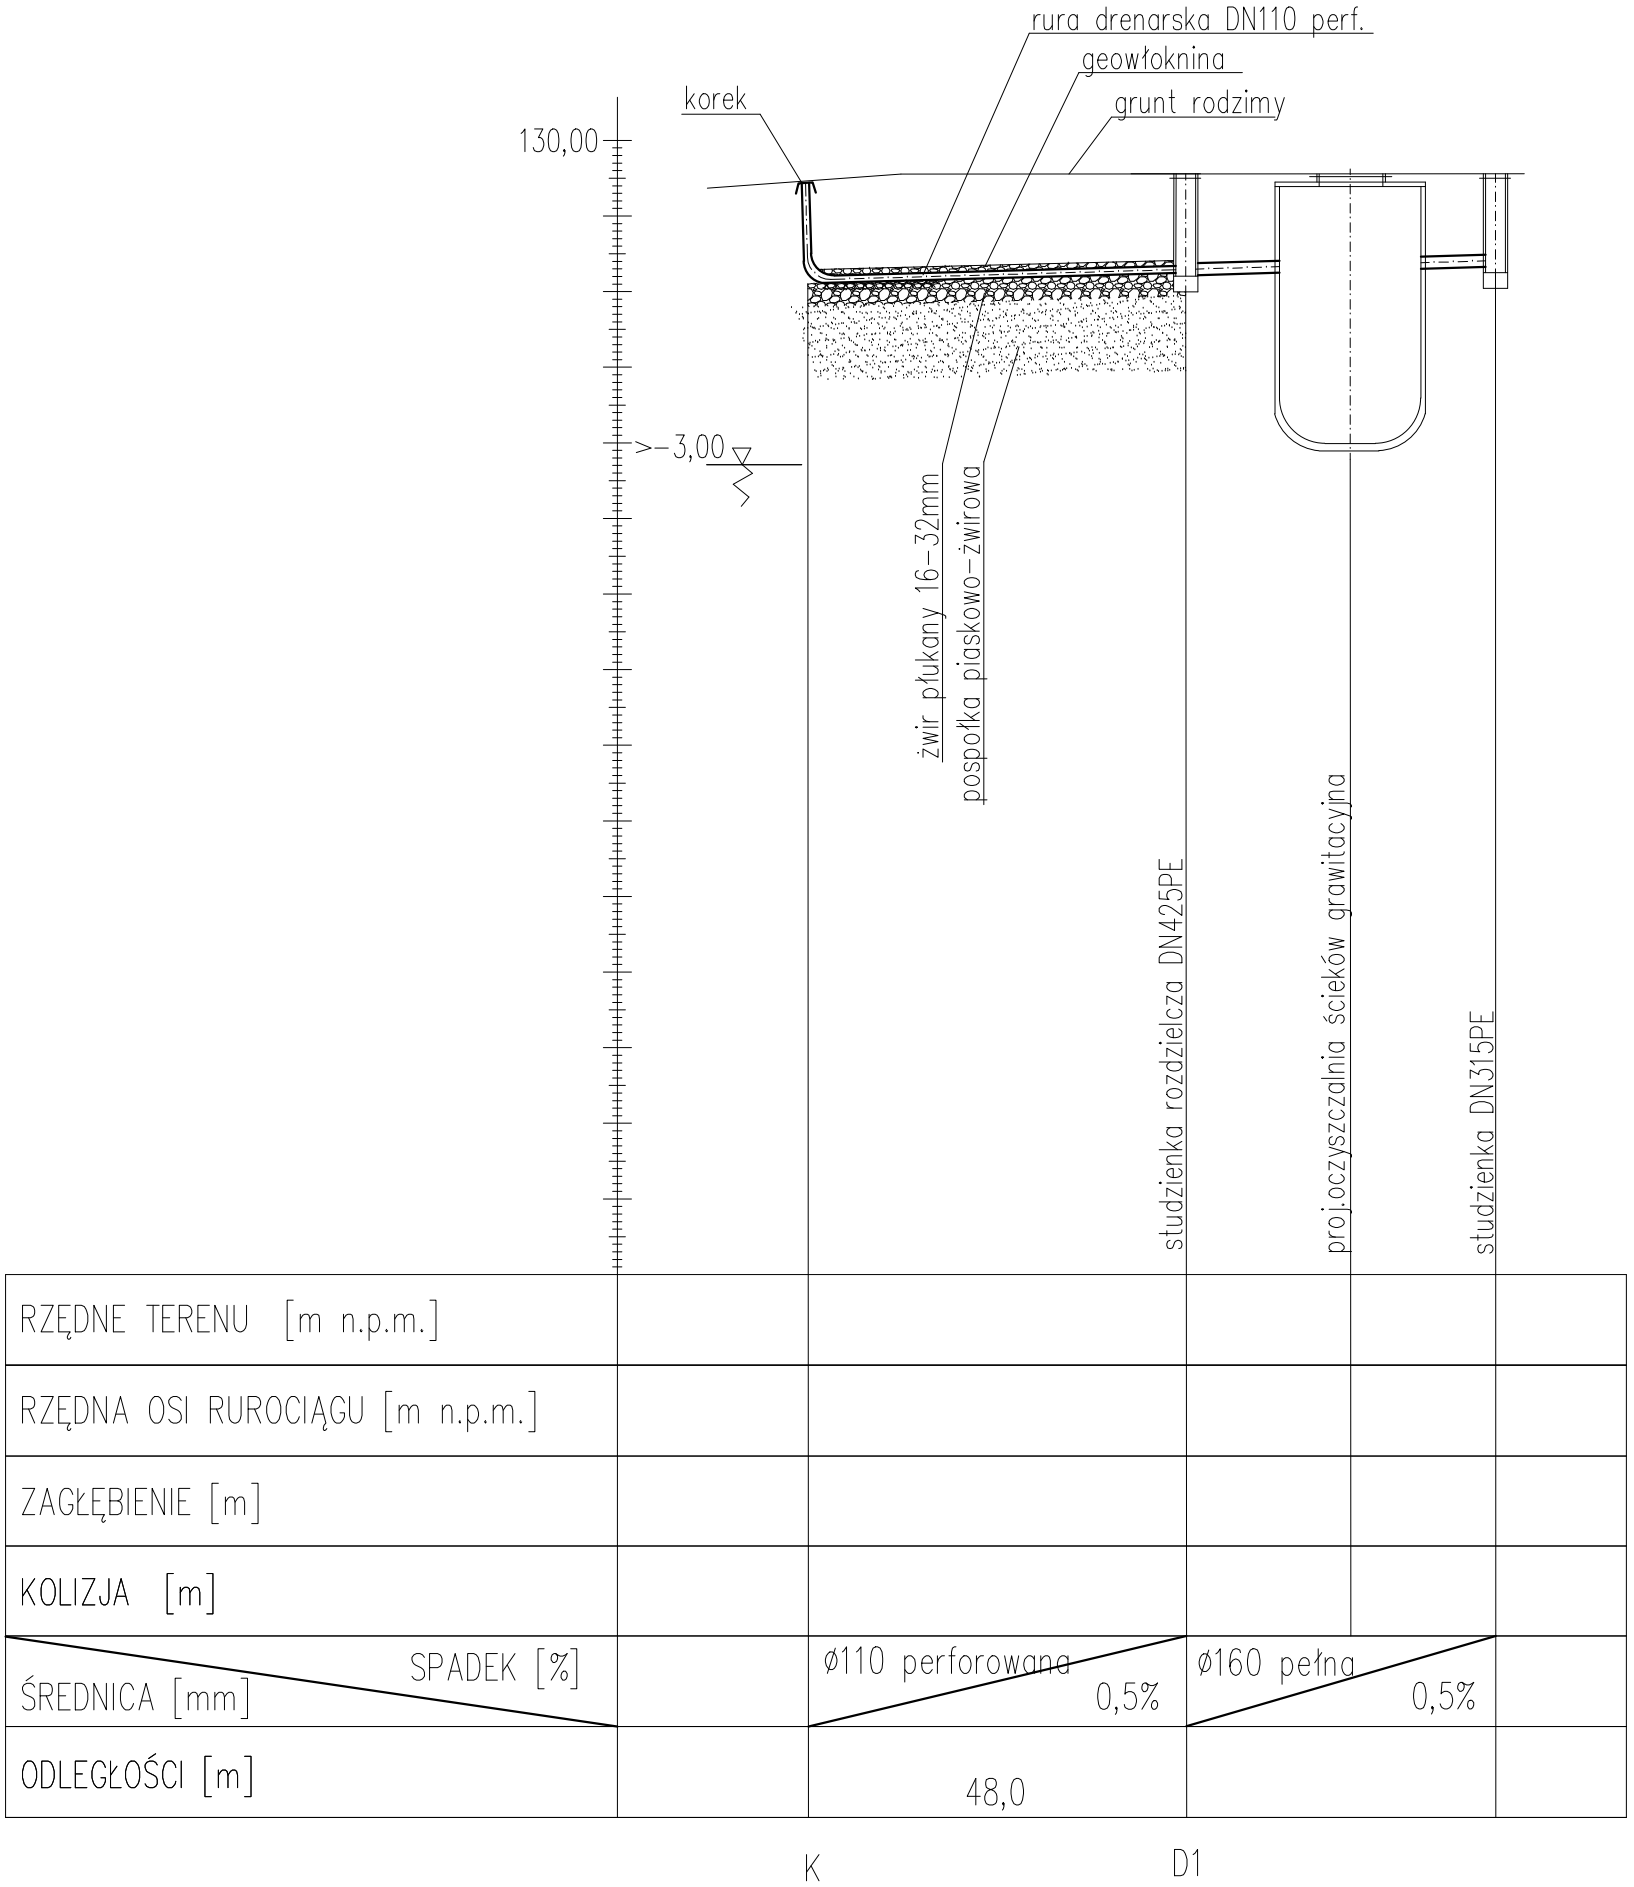 rura drenarska DN110 perf.
geowłoknina
korek
grunt rodzimy
130,00
>-3,00
żwir płukany 16-32mm
pospołka piaskowo-żwirowa
studzienka rozdzielcza DN425PE
proj.oczyszczalnia ścieków grawitacyjna
studzienka DN315PE
RZĘDNE TERENU [m n.p.m.]
RZĘDNA OSI RUROCIĄGU [m n.p.m.]
ZAGŁĘBIENIE [m]
KOLIZJA [m]
SPADEK [%]
ŚREDNICA [mm]
ø110 perforowana
0,5%
ø160 pełna
0,5%
ODLEGŁOŚCI [m]
48,0
K
D1